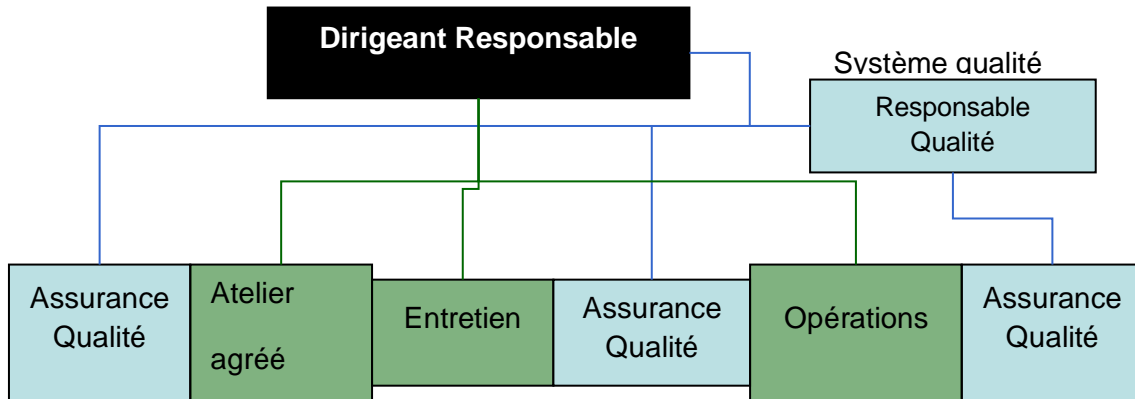 Dirigeant Responsable
Système qualité
Responsable
Qualité
Assurance
Qualité
Atelier
agréé
Entretien
Assurance
Qualité
Opérations
Assurance
Qualité